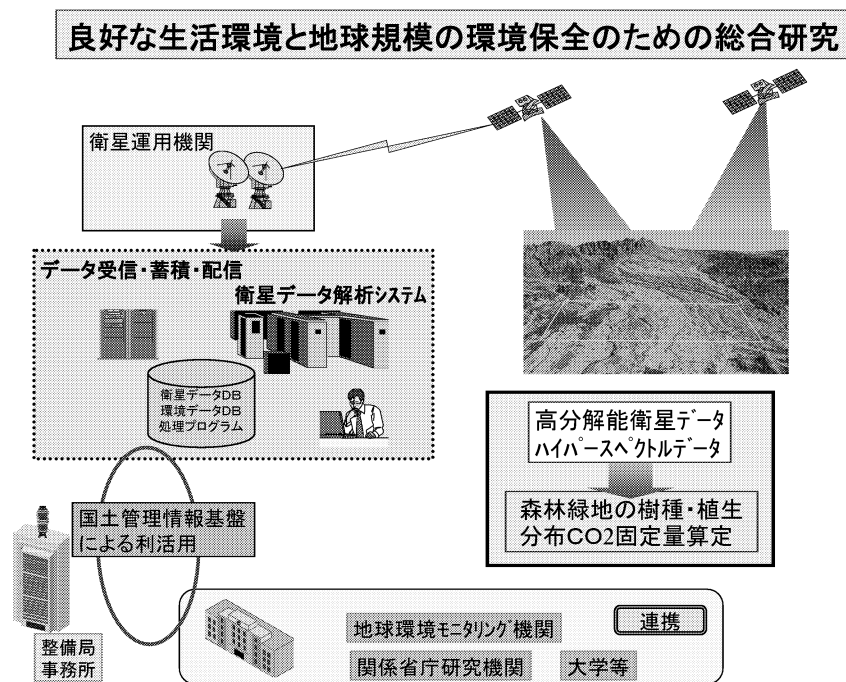 良好な生活環境と地球規模の環境保全のための総合研究
衛星運用機関
データ受信・蓄積・配信
衛星データ解析システム
衛星データDB
環境データDB
処理プログラム
高分解能衛星データ
ハイパースペクトルデータ
森林緑地の樹種・植生
分布CO2固定量算定
国土管理情報基盤
による利活用
整備局
事務所
連携
地球環境モニタリング機関
関係省庁研究機関
大学等